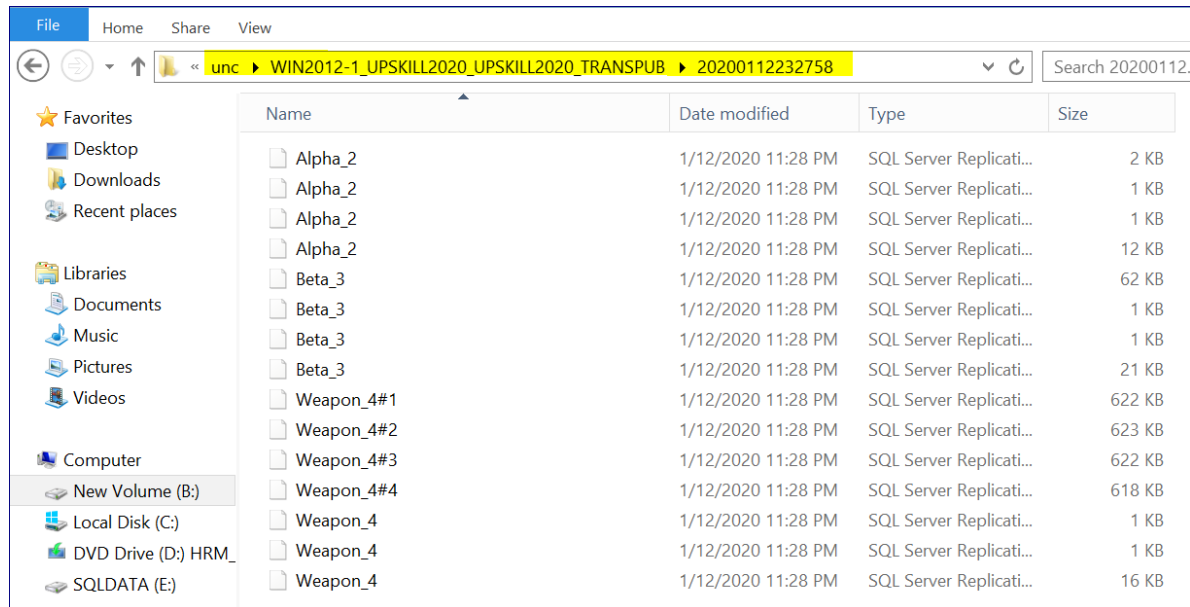 File Home Share View
« unc WIN2012-1_UPSKILL2020_UPSKILL2020_TRANSPUB 20200112232758 Search 20200112.
Favorites
Desktop
Downloads
Recent places
Libraries
Documents
Music
Pictures
Videos
Computer
New Volume (B:)
Local Disk (C:)
DVD Drive (D:) HRM_
SQLDATA (E:)
Name Date modified Type Size
Alpha_2 1/12/2020 11:28 PM SQL Server Replicati... 2 KB
Alpha_2 1/12/2020 11:28 PM SQL Server Replicati... 1 KB
Alpha_2 1/12/2020 11:28 PM SQL Server Replicati... 1 KB
Alpha_2 1/12/2020 11:28 PM SQL Server Replicati... 12 KB
Beta_3 1/12/2020 11:28 PM SQL Server Replicati... 62 KB
Beta_3 1/12/2020 11:28 PM SQL Server Replicati... 1 KB
Beta_3 1/12/2020 11:28 PM SQL Server Replicati... 1 KB
Beta_3 1/12/2020 11:28 PM SQL Server Replicati... 21 KB
Weapon_4#1 1/12/2020 11:28 PM SQL Server Replicati... 622 KB
Weapon_4#2 1/12/2020 11:28 PM SQL Server Replicati... 623 KB
Weapon_4#3 1/12/2020 11:28 PM SQL Server Replicati... 622 KB
Weapon_4#4 1/12/2020 11:28 PM SQL Server Replicati... 618 KB
Weapon_4 1/12/2020 11:28 PM SQL Server Replicati... 1 KB
Weapon_4 1/12/2020 11:28 PM SQL Server Replicati... 1 KB
Weapon_4 1/12/2020 11:28 PM SQL Server Replicati... 16 KB